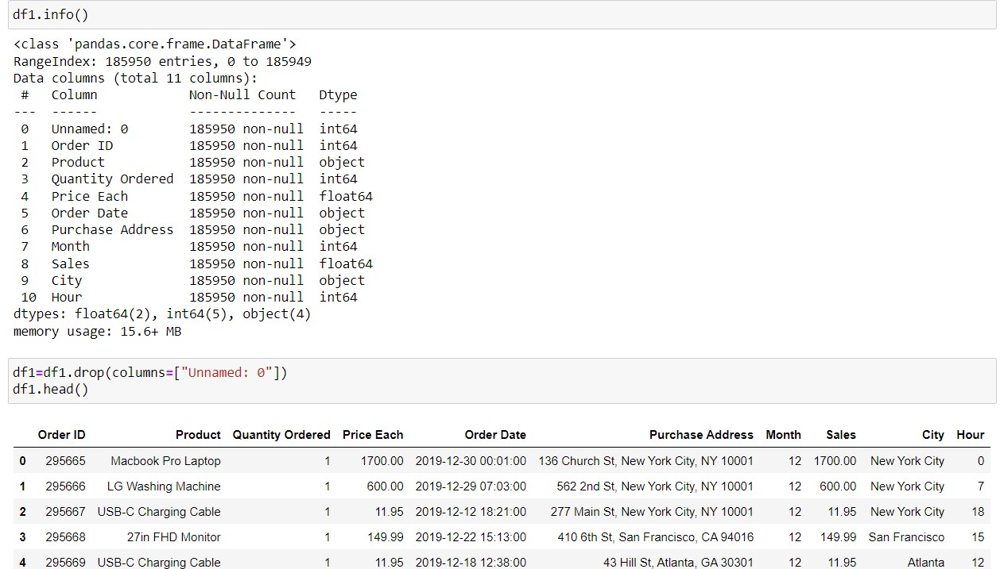 df1.info()
<class 'pandas.core.frame.DataFrame'>
RangeIndex: 185950 entries, 0 to 185949
Data columns (total 11 columns):
 #   Column            Non-Null Count   Dtype
---  ------            --------------   -----
 0   Unnamed: 0        185950 non-null  int64
 1   Order ID          185950 non-null  int64
 2   Product           185950 non-null  object
 3   Quantity Ordered  185950 non-null  int64
 4   Price Each        185950 non-null  float64
 5   Order Date        185950 non-null  object
 6   Purchase Address  185950 non-null  object
 7   Month             185950 non-null  int64
 8   Sales             185950 non-null  float64
 9   City              185950 non-null  object
 10  Hour              185950 non-null  int64
dtypes: float64(2), int64(5), object(4)
memory usage: 15.6+ MB
df1=df1.drop(columns=["Unnamed: 0"])
df1.head()
Order ID Product Quantity Ordered Price Each Order Date Purchase Address Month Sales City Hour
0 295665 Macbook Pro Laptop 1 1700.00 2019-12-30 00:01:00 136 Church St, New York City, NY 10001 12 1700.00 New York City 0
1 295666 LG Washing Machine 1 600.00 2019-12-29 07:03:00 562 2nd St, New York City, NY 10001 12 600.00 New York City 7
2 295667 USB-C Charging Cable 1 11.95 2019-12-12 18:21:00 277 Main St, New York City, NY 10001 12 11.95 New York City 18
3 295668 27in FHD Monitor 1 149.99 2019-12-22 15:13:00 410 6th St, San Francisco, CA 94016 12 149.99 San Francisco 15
4 295669 USB-C Charging Cable 1 11.95 2019-12-18 12:38:00 43 Hill St, Atlanta, GA 30301 12 11.95 Atlanta 12